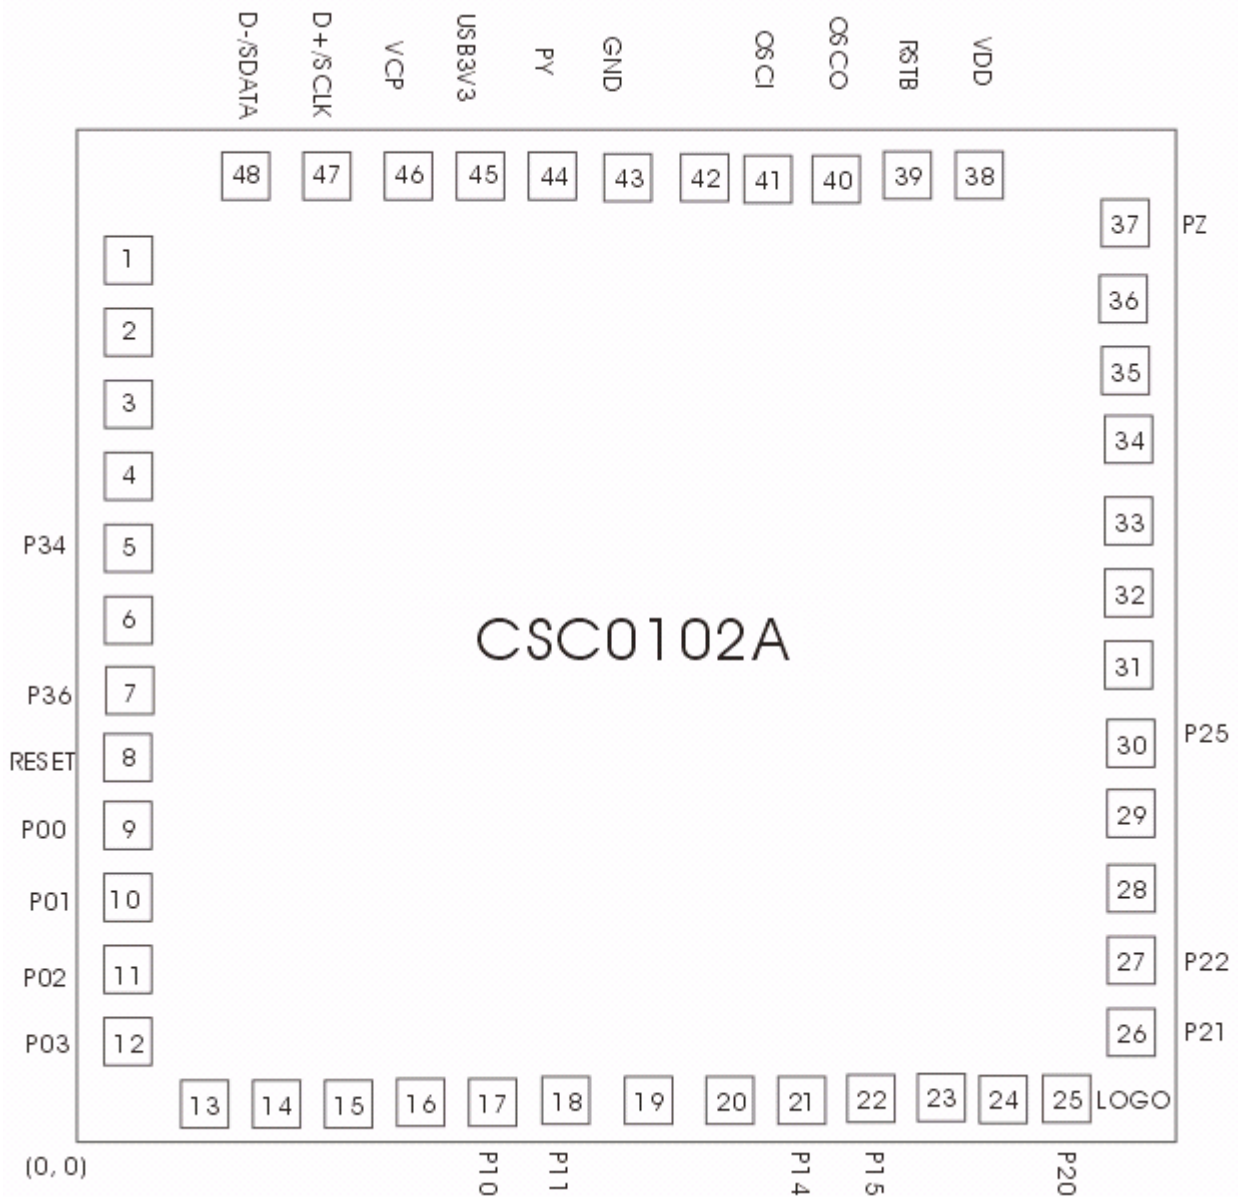 D-/SDATA
D+/SCLK
VCP
USB3V3
PY
GND
OSCI
OSCO
RSTB
VDD
48 47 46 45 44 43 42 41 40 39 38
37 PZ
1
36
2
35
3
34
4
33
P34 5
32
6
CSC0102A
31
P36 7
30 P25
RESET 8
29
P00 9
28
P01 10
27 P22
P02 11
26 P21
P03 12
13 14 15 16 17 18 19 20 21 22 23 24 25 LOGO
(0, 0)
P10
P11
P14
P15
P20